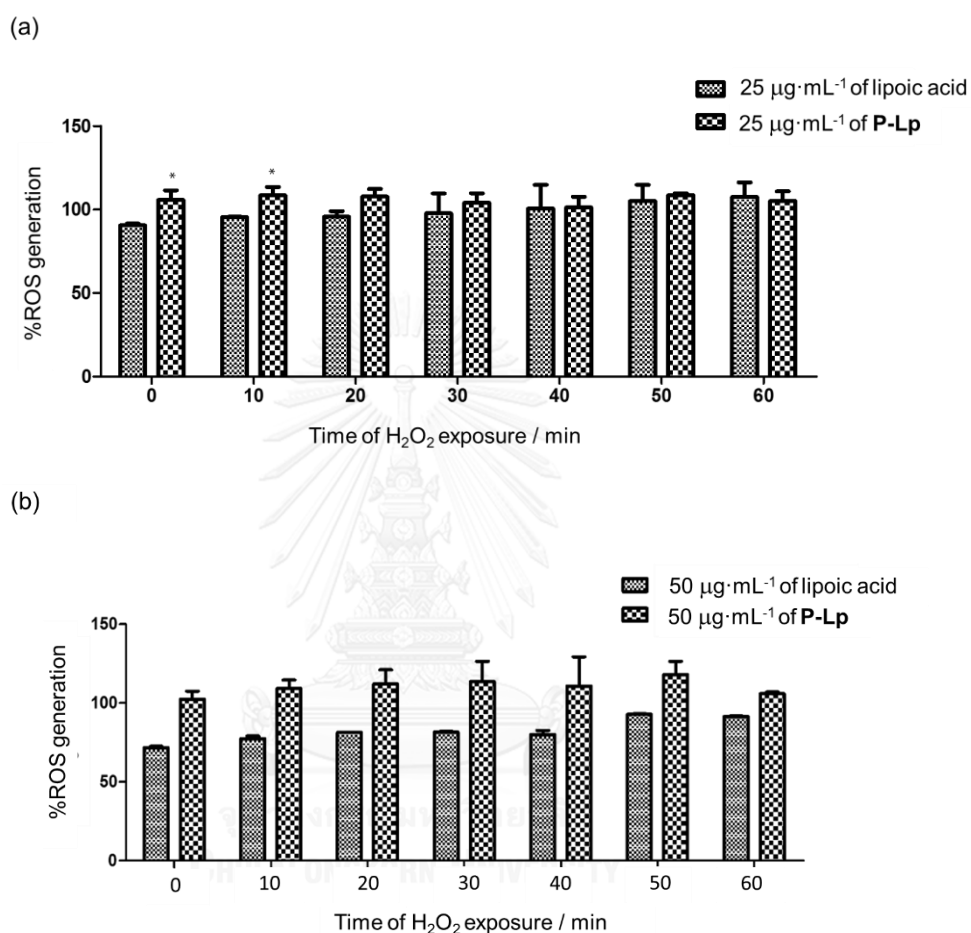 (a)
25 μg·mL⁻¹ of lipoic acid
25 μg·mL⁻¹ of P-Lp
150
100
50
0
%ROS generation
* *
0 10 20 30 40 50 60
Time of H₂O₂ exposure / min
(b)
50 μg·mL⁻¹ of lipoic acid
50 μg·mL⁻¹ of P-Lp
150
100
50
0
%ROS generation
0 10 20 30 40 50 60
Time of H₂O₂ exposure / min